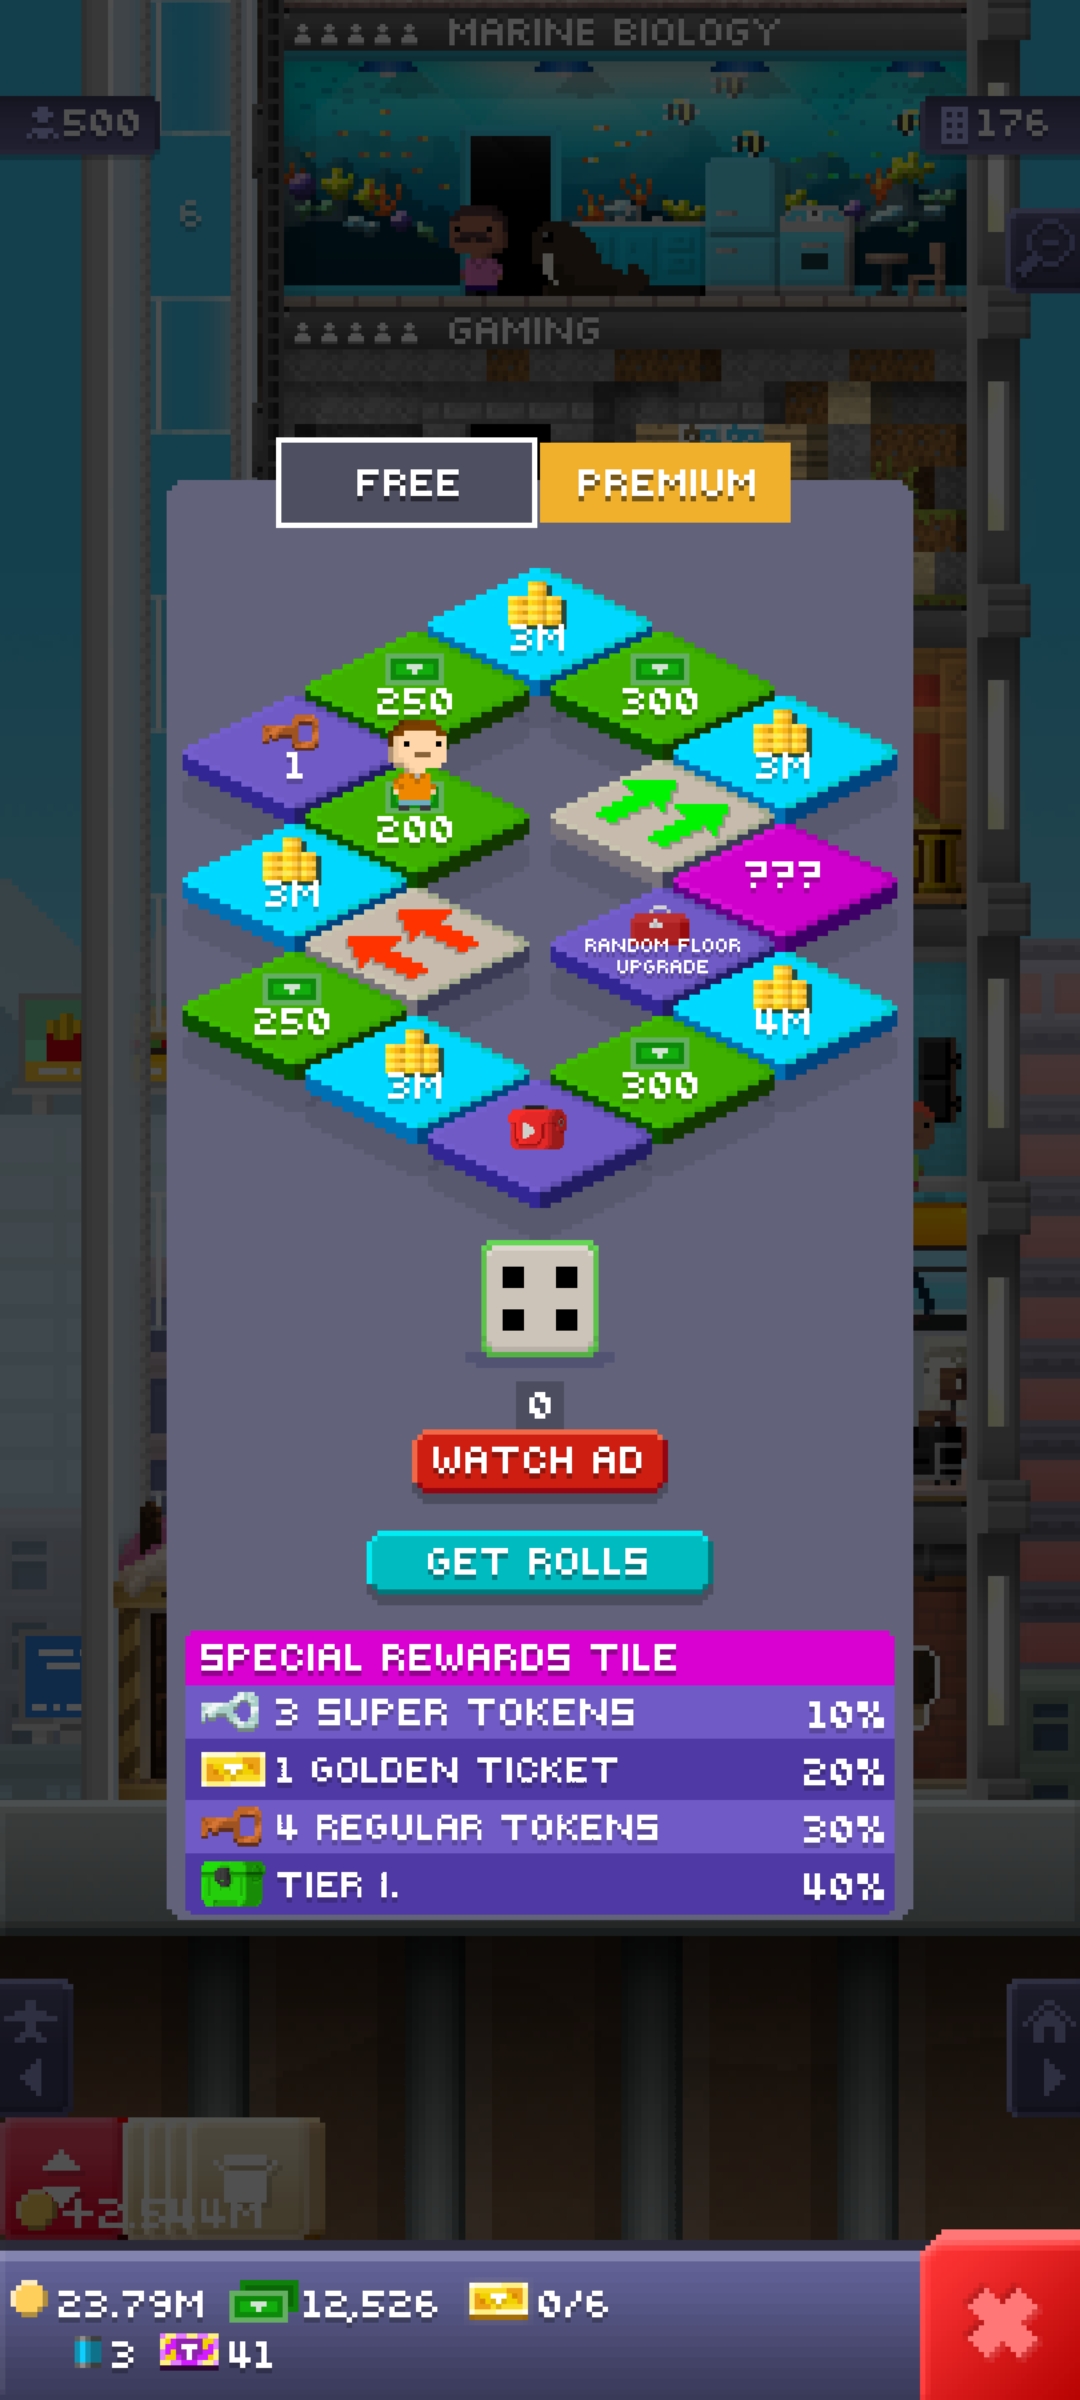 MARINE BIOLOGY
500
176
6
GAMING
FREE
PREMIUM
3M
250
300
1
3M
200
3M
???
RANDOM FLOOR
UPGRADE
250
4M
3M
300
0
WATCH AD
GET ROLLS
SPECIAL REWARDS TILE
3 SUPER TOKENS 10%
1 GOLDEN TICKET 20%
4 REGULAR TOKENS 30%
TIER 1. 40%
23.79M 12,526 0/6
3 41